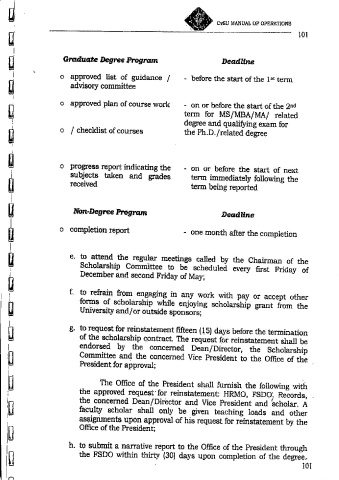 CvSU MANUAL OF OPERATIONS
101
Graduate Degree Program Deadline
o approved list of guidance / - before the start of the 1st term
advisory committee
o approved plan of course work - on or before the start of the 2nd
term for MS/MBA/MA/ related
degree and qualifying exam for
o / checklist of courses the Ph.D./related degree
o progress report indicating the - on or before the start of next
subjects taken and grades term immediately following the
received term being reported
Non-Degree Program Deadline
o completion report - one month after the completion
e. to attend the regular meetings called by the Chairman of the
Scholarship Committee to be scheduled every first Friday of
December and second Friday of May;
f. to refrain from engaging in any work with pay or accept other
forms of scholarship while enjoying scholarship grant from the
University and/or outside sponsors;
g. to request for reinstatement fifteen (15) days before the termination
of the scholarship contract. The request for reinstatement shall be
endorsed by the concerned Dean/Director, the Scholarship
Committee and the concerned Vice President to the Office of the
President for approval;
The Office of the President shall furnish the following with
the approved request for reinstatement: HRMO, FSDO, Records,
the concerned Dean/Director and Vice President and scholar. A
faculty scholar shall only be given teaching loads and other
assignments upon approval of his request for reinstatement by the
Office of the President;
h. to submit a narrative report to the Office of the President through
the FSDO within thirty (30) days upon completion of the degree.
101